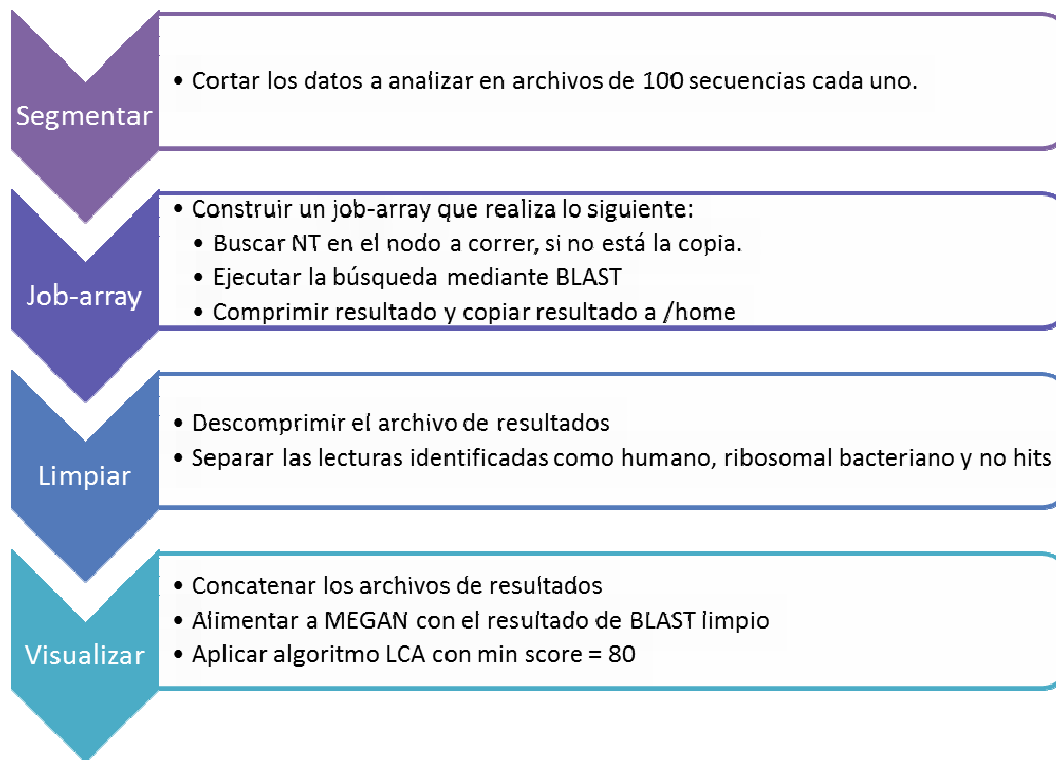 Segmentar
• Cortar los datos a analizar en archivos de 100 secuencias cada uno.
Job-array
• Construir un job-array que realiza lo siguiente:
• Buscar NT en el nodo a correr, si no está la copia.
• Ejecutar la búsqueda mediante BLAST
• Comprimir resultado y copiar resultado a /home
Limpiar
• Descomprimir el archivo de resultados
• Separar las lecturas identificadas como humano, ribosomal bacteriano y no hits
Visualizar
• Concatenar los archivos de resultados
• Alimentar a MEGAN con el resultado de BLAST limpio
• Aplicar algoritmo LCA con min score = 80